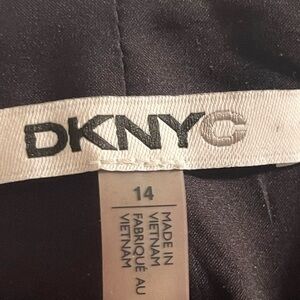 DKNYC
14
MADE IN
VIETNAM
FABRIQUÉ AU
VIETNAM